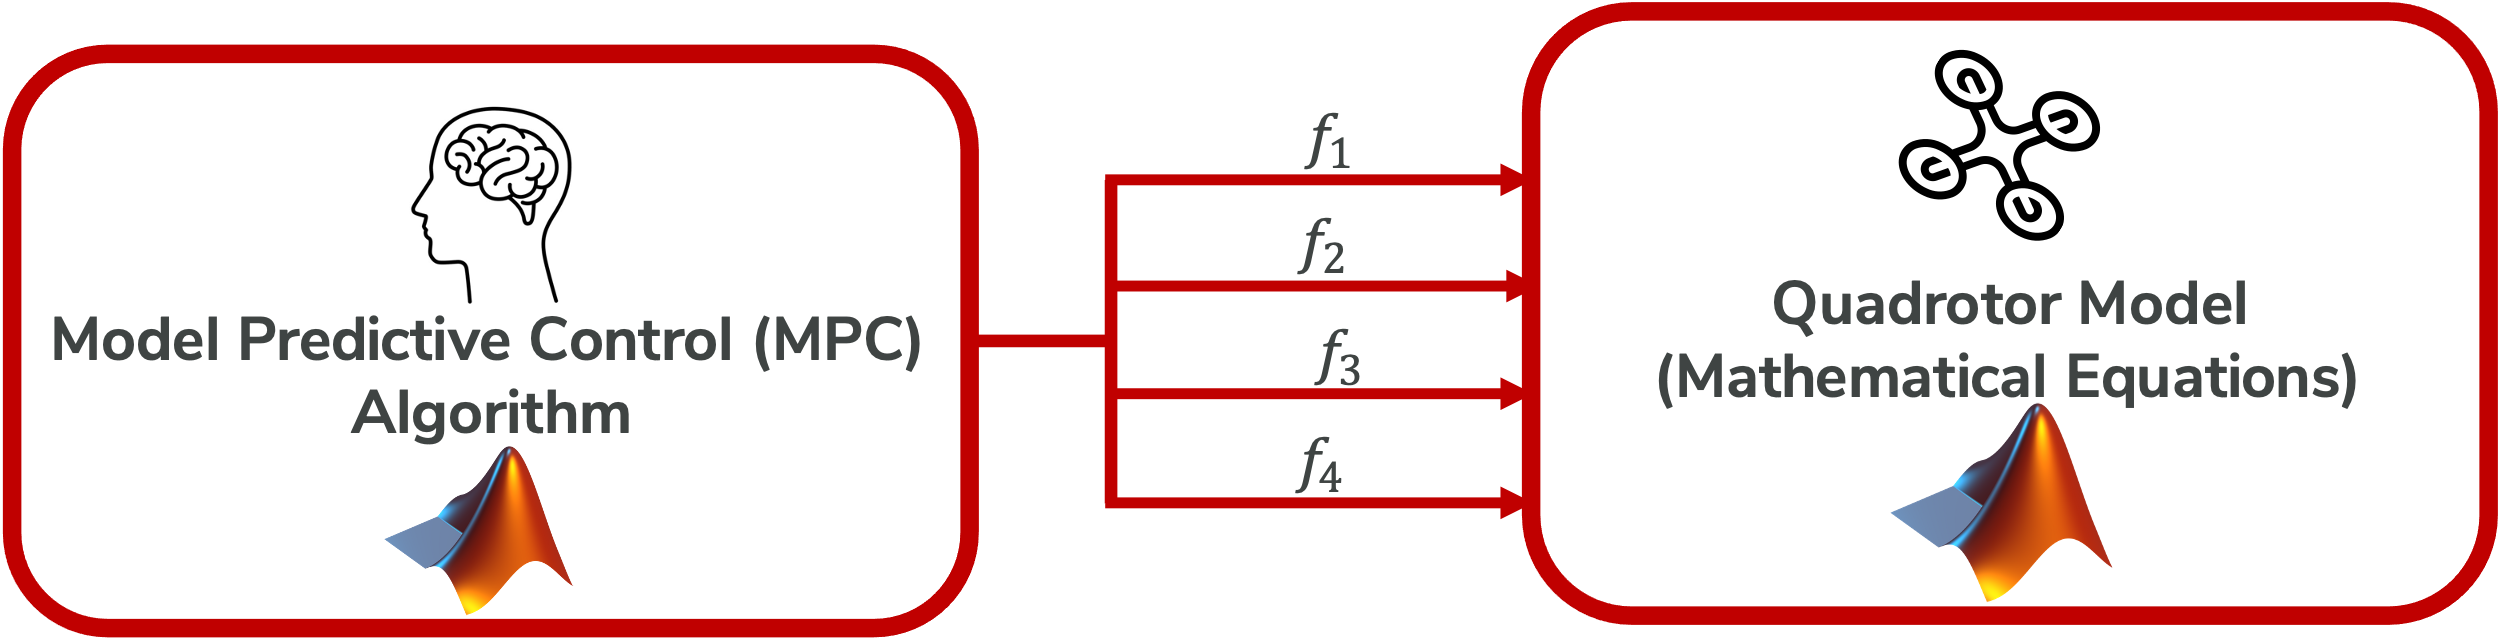 Model Predictive Control (MPC)
Algorithm
f₁
f₂
f₃
f₄
Quadrotor Model
(Mathematical Equations)